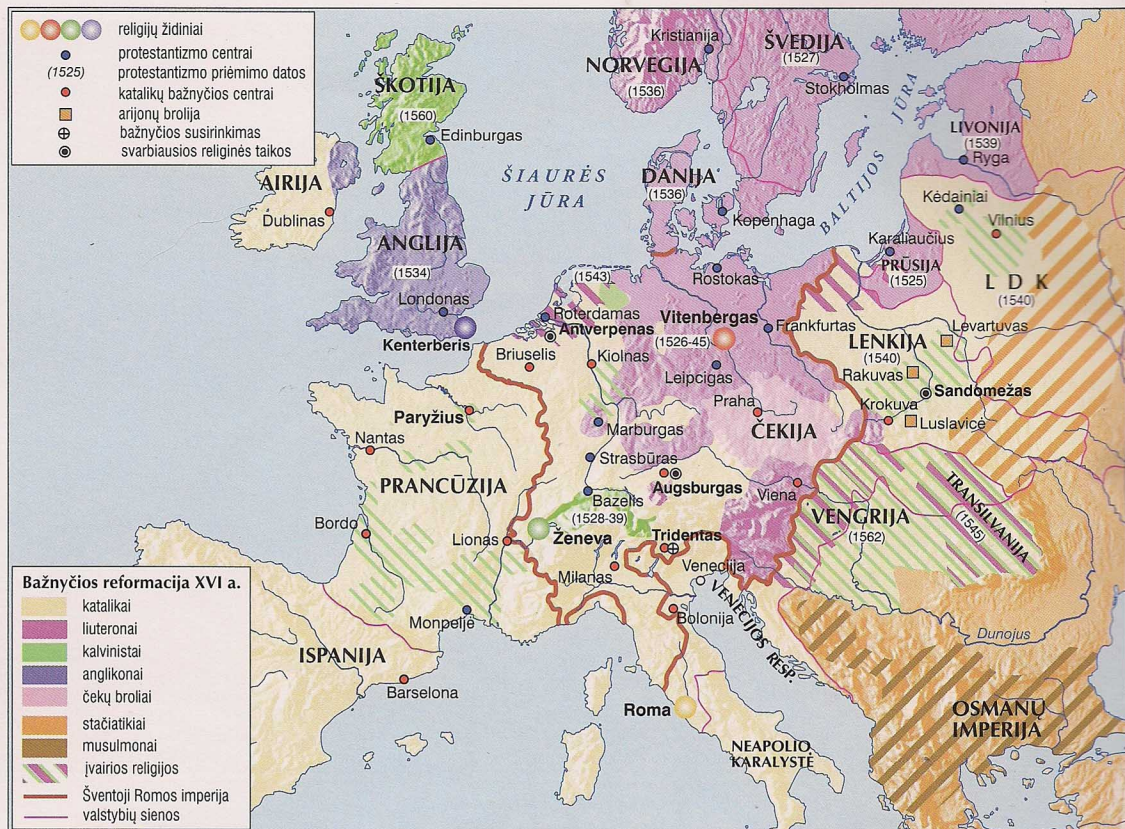 religijų židiniai
protestantizmo centrai
(1525) protestantizmo priėmimo datos
katalikų bažnyčios centrai
arijonų brolija
bažnyčios susirinkimas
svarbiausios religinės taikos
Kristianija
NORVEGIJA
(1536)
ŠVEDIJA
(1527)
Stokholmas
ŠKOTIJA
(1560)
Edinburgas
ŠIAURĖS
JŪRA
BALTIJOS JŪRA
LIVONIJA
(1539)
Ryga
AIRIJA
Dublinas
DANIJA
(1536)
Kopenhaga
Kėdainiai
Vilnius
ANGLIJA
(1534)
Londonas
Kenterberis
Karaliaučius
PRŪSIJA
(1525)
L D K
(1540)
(1543)
Rostokas
Roterdamas
Antverpenas
Vitenbergas
(1526-45)
Frankfurtas
Levartuvas
LENKIJA
(1540)
Rakuvas
Sandomežas
Briuselis
Kiolnas
Leipcigas
Praha
Krokuva
Luslavicė
Paryžius
Marburgas
ČEKIJA
Nantas
Strasbūras
Augsburgas
Viena
PRANCŪZIJA
Bazelis
(1528-39)
VENGRIJA
(1562)
TRANSILVANIJA
(1545)
Bordo
Lionas
Ženeva
Tridentas
Milanas
Venedija
VENECIJOS RESP.
Bolonija
Dunojus
Monpeljė
ISPANIJA
Barselona
Roma
NEAPOLIO
KARALYSTĖ
OSMANŲ
IMPERIJA
Bažnyčios reformacija XVI a.
katalikai
liuteronai
kalvinistai
anglikonai
čekų broliai
stačiatikiai
musulmonai
įvairios religijos
Šventoji Romos imperija
valstybių sienos